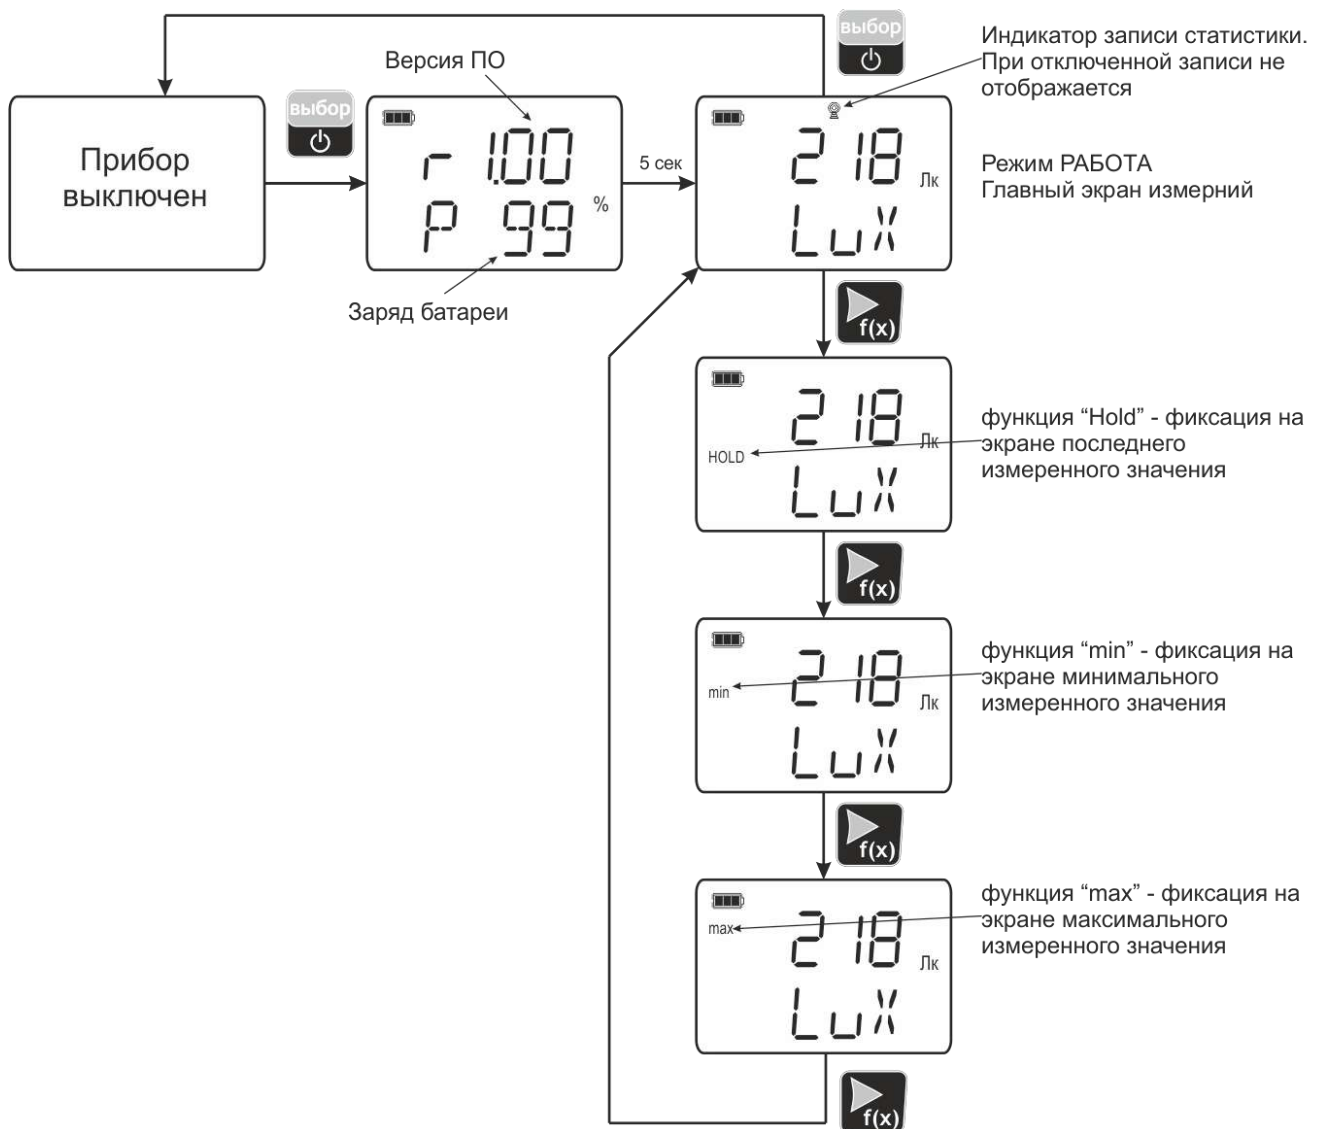 выбор
Индикатор записи статистики.
При отключенной записи не
отображается
Версия ПО
Прибор
выключен
выбор
r 1.00
P 99 %
5 сек
218
Лк
Lux
Режим РАБОТА
Главный экран измерний
Заряд батареи
f(x)
218
Лк
HOLD
Lux
функция “Hold” - фиксация на
экране последнего
измеренного значения
f(x)
218
min
Лк
Lux
функция “min” - фиксация на
экране минимального
измеренного значения
f(x)
218
max
Лк
Lux
функция “max” - фиксация на
экране максимального
измеренного значения
f(x)